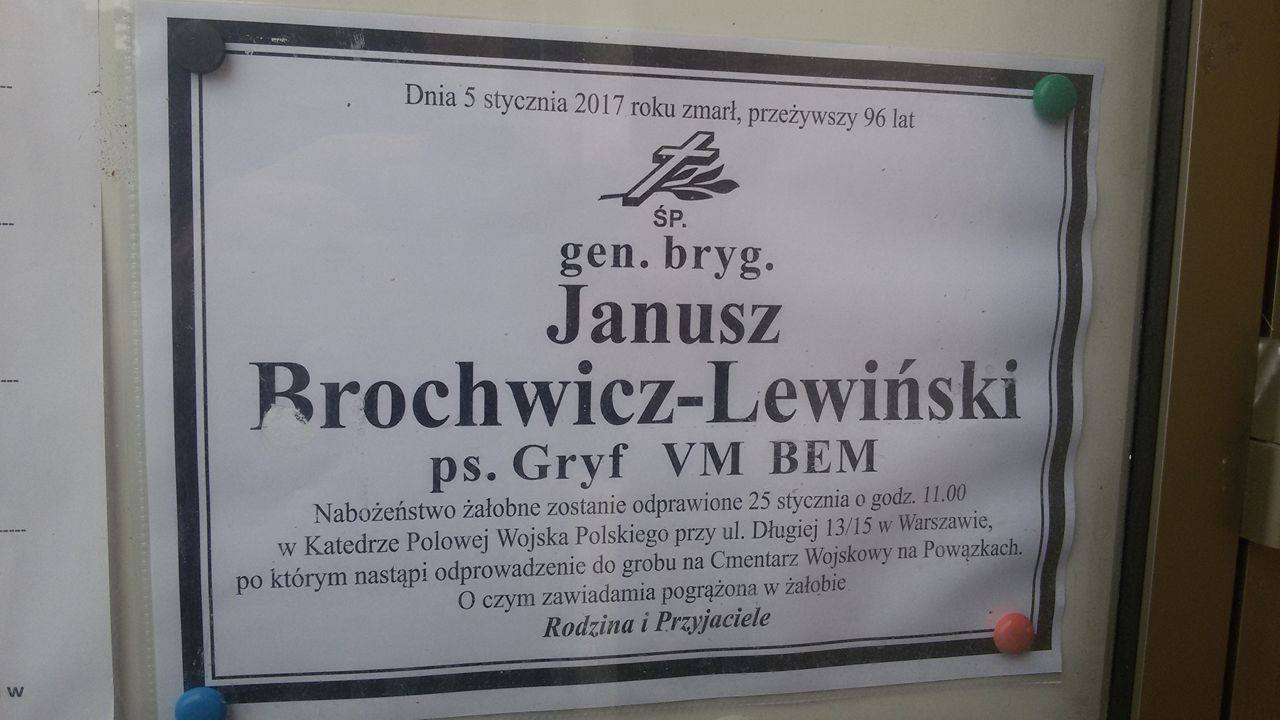 Dnia 5 stycznia 2017 roku zmarł, przeżywszy 96 lat
ŚP.
gen. bryg.
Janusz
Brochwicz-Lewiński
ps. Gryf VM BEM
Nabożeństwo żałobne zostanie odprawione 25 stycznia o godz. 11.00
w Katedrze Polowej Wojska Polskiego przy ul. Długiej 13/15 w Warszawie,
po którym nastąpi odprowadzenie do grobu na Cmentarz Wojskowy na Powązkach.
O czym zawiadamia pogrążona w żałobie
Rodzina i Przyjaciele
w